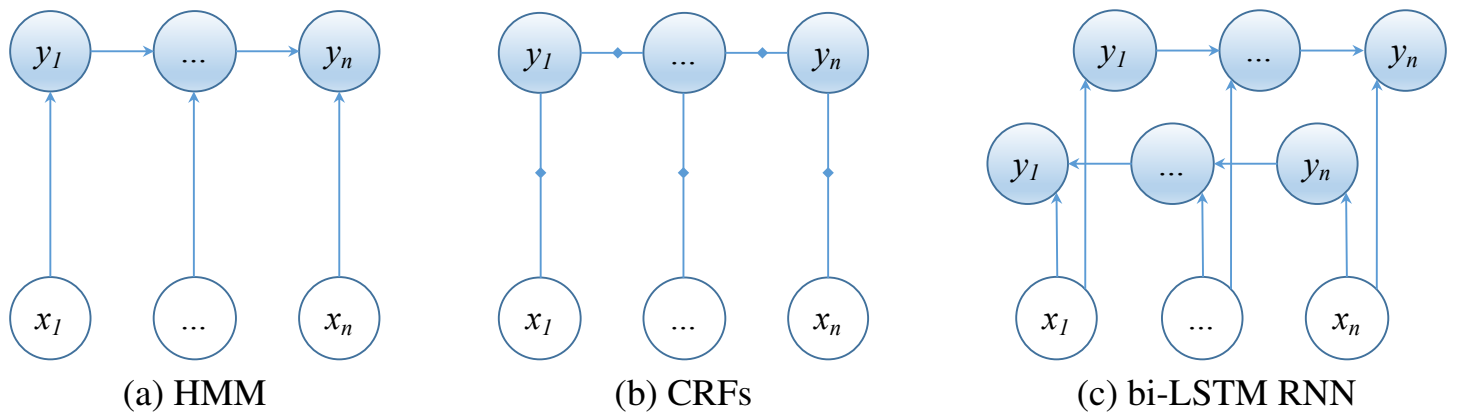 y1 ... yn
x1 ... xn
(a) HMM
y1 ... yn
x1 ... xn
(b) CRFs
y1 ... yn
y1 ... yn
x1 ... xn
(c) bi-LSTM RNN